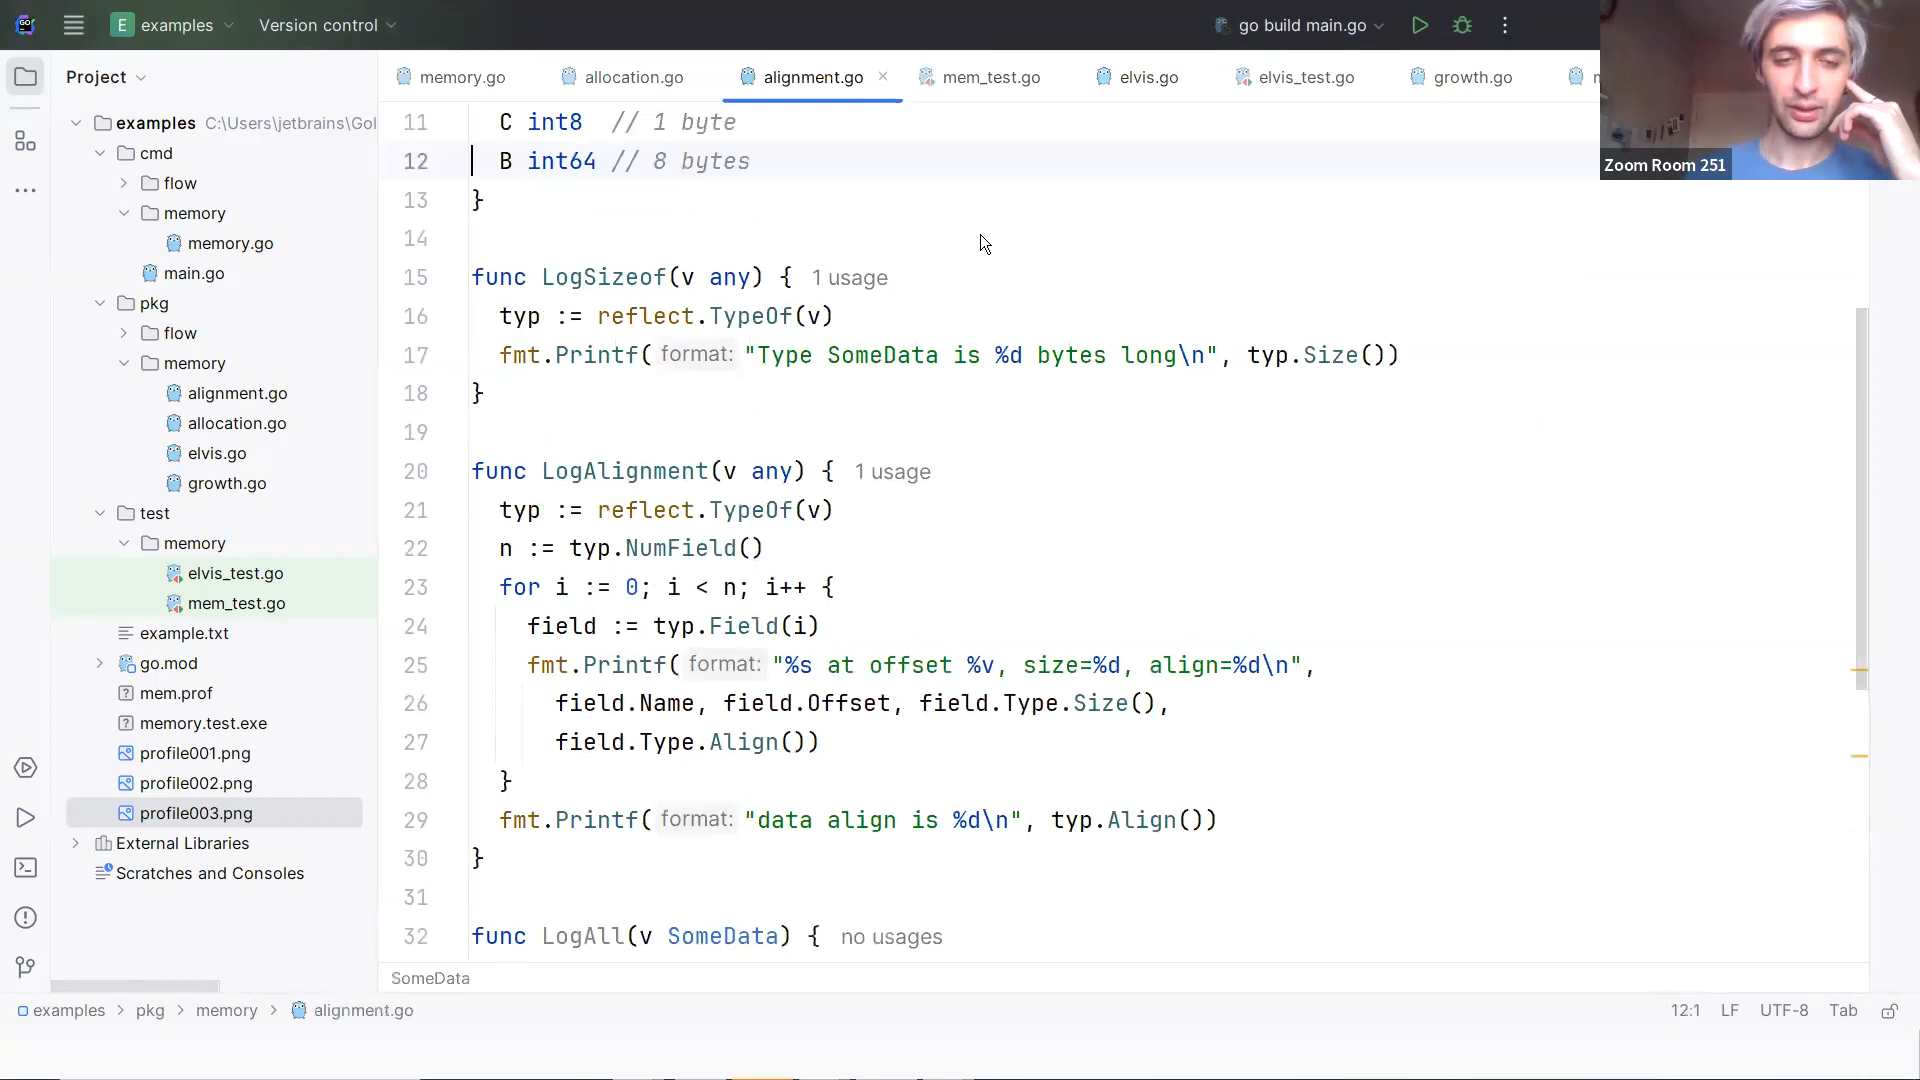 GO
E examples
Version control
go build main.go
Project
memory.go
allocation.go
alignment.go
mem_test.go
elvis.go
elvis_test.go
growth.go
Zoom Room 251
examples C:\Users\jetbrains\Gol
cmd
flow
memory
memory.go
main.go
pkg
flow
memory
alignment.go
allocation.go
elvis.go
growth.go
test
memory
elvis_test.go
mem_test.go
example.txt
go.mod
mem.prof
memory.test.exe
profile001.png
profile002.png
profile003.png
External Libraries
Scratches and Consoles
11 C int8 // 1 byte
12 B int64 // 8 bytes
13 }
14
15 func LogSizeof(v any) { 1 usage
16 typ := reflect.TypeOf(v)
17 fmt.Printf( format: "Type SomeData is %d bytes long\n", typ.Size())
18 }
19
20 func LogAlignment(v any) { 1 usage
21 typ := reflect.TypeOf(v)
22 n := typ.NumField()
23 for i := 0; i < n; i++ {
24 field := typ.Field(i)
25 fmt.Printf( format: "%s at offset %v, size=%d, align=%d\n",
26 field.Name, field.Offset, field.Type.Size(),
27 field.Type.Align())
28 }
29 fmt.Printf( format: "data align is %d\n", typ.Align())
30 }
31
32 func LogAll(v SomeData) { no usages
SomeData
examples > pkg > memory > alignment.go
12:1 LF UTF-8 Tab